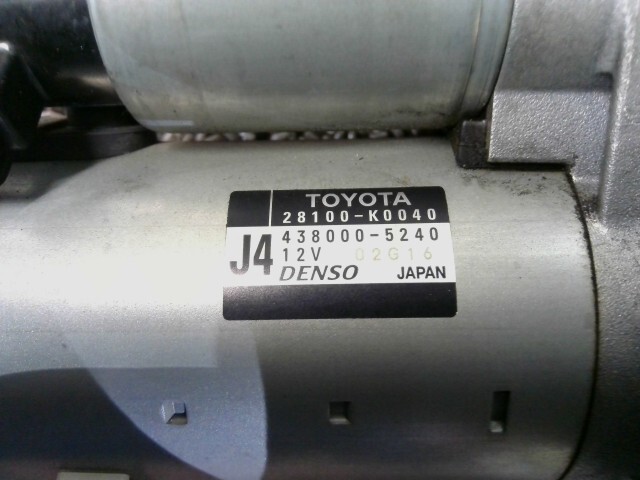 TOYOTA
28100-K0040
438000-5240
J4
12V 02G16
DENSO JAPAN